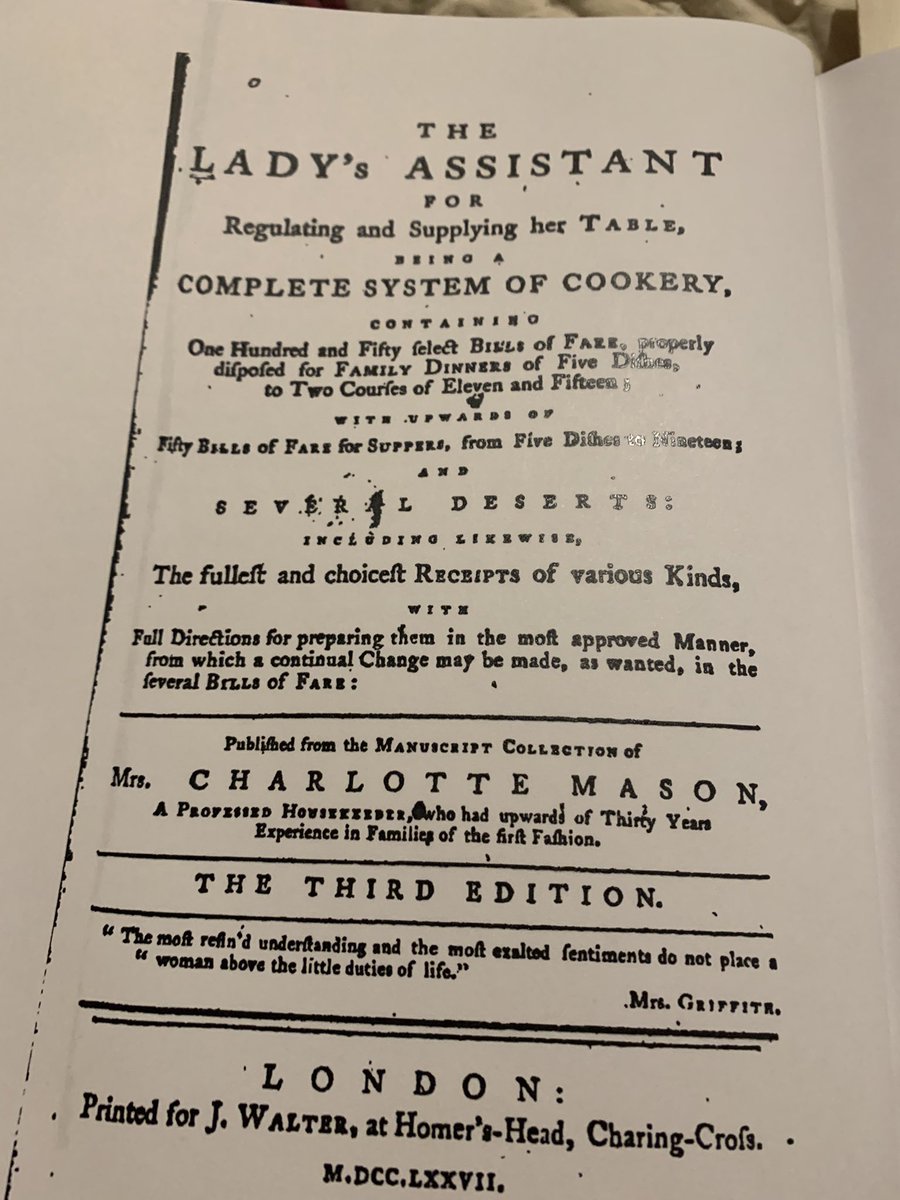 THE
LADY's ASSISTANT
FOR
Regulating and Supplying her TABLE,
BEING A
COMPLETE SYSTEM OF COOKERY,
CONTAINING
One Hundred and Fifty ſelect BILLS of FARE, properly
diſpoſed for FAMILY DINNERS of Five Diſhes,
to Two Courſes of Eleven and Fifteen;
WITH UPWARDS OF
Fifty BILLS of FARE for SUPPERS, from Five Diſhes to Nineteen;
AND
SEVERAL DESERTS:
INCLUDING LIKEWISE,
The fulleſt and choiceſt RECEIPTS of various Kinds,
WITH
Full Directions for preparing them in the moſt approved Manner,
from which a continual Change may be made, as wanted, in the
ſeveral BILLS of FARE:
Publiſhed from the MANUSCRIPT COLLECTION of
Mrs. CHARLOTTE MASON,
A PROFESSED HOUSEKEEPER, who had upwards of Thirty Years
Experience in Families of the firſt Faſhion.
THE THIRD EDITION.
“ The moſt refin'd underſtanding and the moſt exalted ſentiments do not place a
“ woman above the little duties of life.”
Mrs. GRIFFITH.
LONDON:
Printed for J. WALTER, at Homer's-Head, Charing-Croſs.
M.DCC.LXXVII.